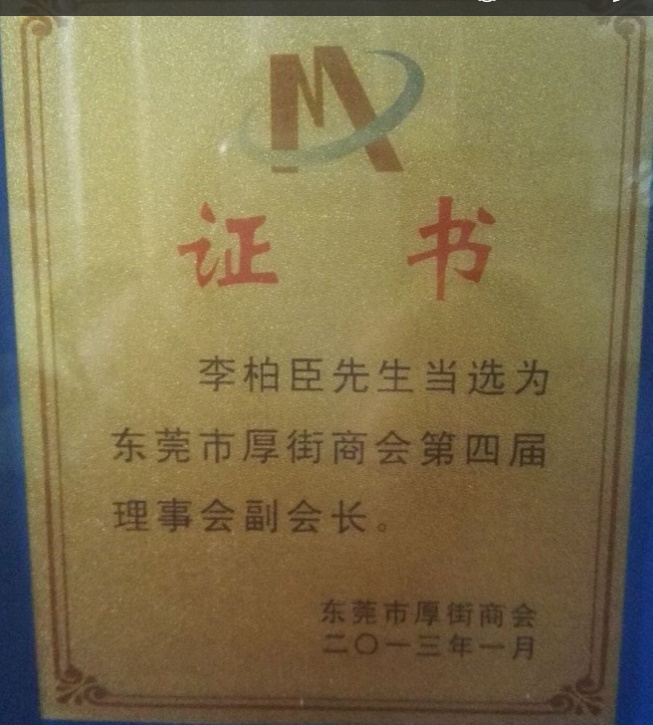 证 书
李柏臣先生当选为
东莞市厚街商会第四届
理事会副会长。
东莞市厚街商会
二〇一三年一月